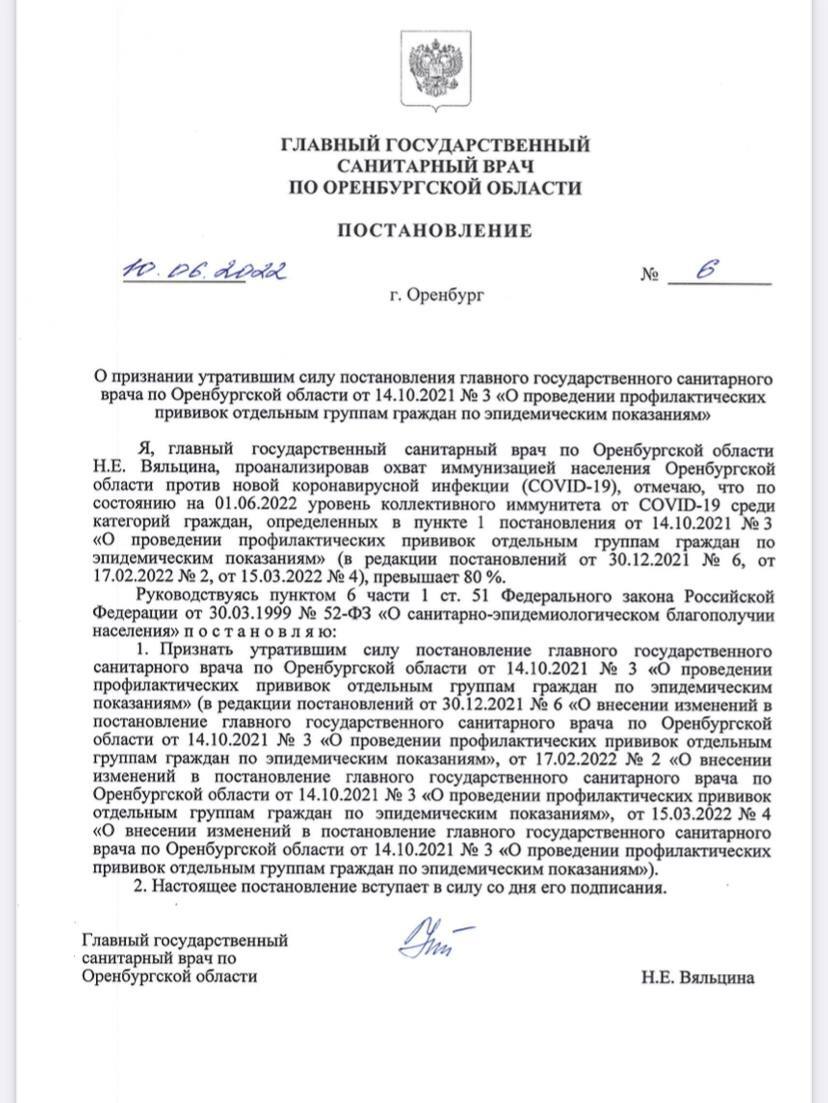 ГЛАВНЫЙ ГОСУДАРСТВЕННЫЙ
САНИТАРНЫЙ ВРАЧ
ПО ОРЕНБУРГСКОЙ ОБЛАСТИ
ПОСТАНОВЛЕНИЕ
10.06.2022 № 6
г. Оренбург
О признании утратившим силу постановления главного государственного санитарного
врача по Оренбургской области от 14.10.2021 № 3 «О проведении профилактических
прививок отдельным группам граждан по эпидемическим показаниям»
Я, главный государственный санитарный врач по Оренбургской области
Н.Е. Вяльцина, проанализировав охват иммунизацией населения Оренбургской
области против новой коронавирусной инфекции (COVID-19), отмечаю, что по
состоянию на 01.06.2022 уровень коллективного иммунитета от COVID-19 среди
категорий граждан, определенных в пункте 1 постановления от 14.10.2021 № 3
«О проведении профилактических прививок отдельным группам граждан по
эпидемическим показаниям» (в редакции постановлений от 30.12.2021 № 6, от
17.02.2022 № 2, от 15.03.2022 № 4), превышает 80 %.
Руководствуясь пунктом 6 части 1 ст. 51 Федерального закона Российской
Федерации от 30.03.1999 № 52-ФЗ «О санитарно-эпидемиологическом благополучии
населения» п о с т а н о в л я ю:
1. Признать утратившим силу постановление главного государственного
санитарного врача по Оренбургской области от 14.10.2021 № 3 «О проведении
профилактических прививок отдельным группам граждан по эпидемическим
показаниям» (в редакции постановлений от 30.12.2021 № 6 «О внесении изменений в
постановление главного государственного санитарного врача по Оренбургской
области от 14.10.2021 № 3 «О проведении профилактических прививок отдельным
группам граждан по эпидемическим показаниям», от 17.02.2022 № 2 «О внесении
изменений в постановление главного государственного санитарного врача по
Оренбургской области от 14.10.2021 № 3 «О проведении профилактических прививок
отдельным группам граждан по эпидемическим показаниям», от 15.03.2022 № 4
«О внесении изменений в постановление главного государственного санитарного
врача по Оренбургской области от 14.10.2021 № 3 «О проведении профилактических
прививок отдельным группам граждан по эпидемическим показаниям»).
2. Настоящее постановление вступает в силу со дня его подписания.
Главный государственный
санитарный врач по
Оренбургской области Н.Е. Вяльцина